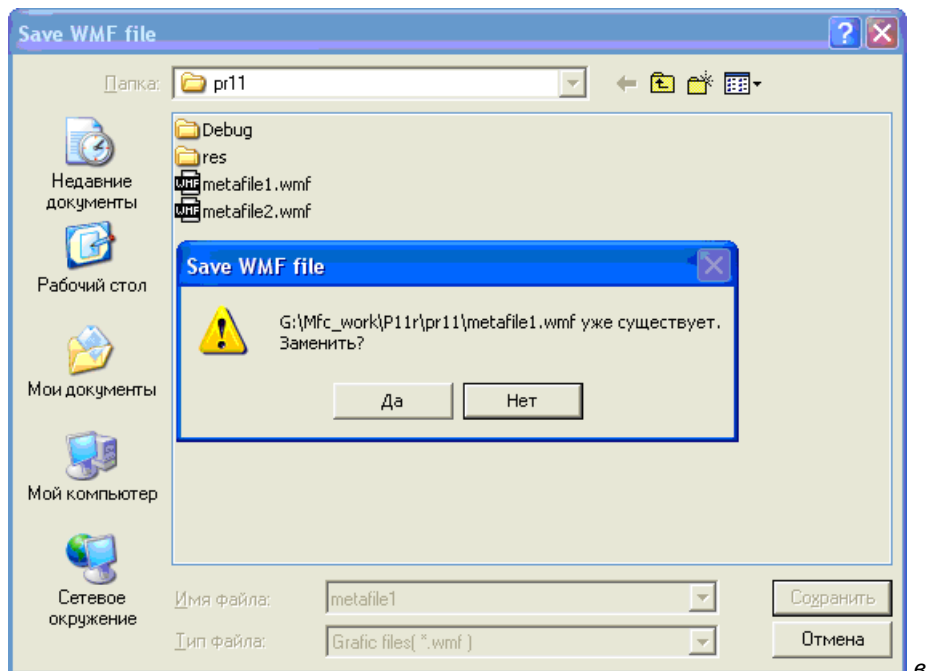 Save WMF file
Папка: pr11
Debug
res
metafile1.wmf
metafile2.wmf
Недавние
документы
Рабочий стол
Мои документы
Мой компьютер
Сетевое
окружение
Save WMF file
G:\Mfc_work\P11r\pr11\metafile1.wmf уже существует.
Заменить?
Да Нет
Имя файла: metafile1 Сохранить
Тип файла: Grafic files( *.wmf ) Отмена
в